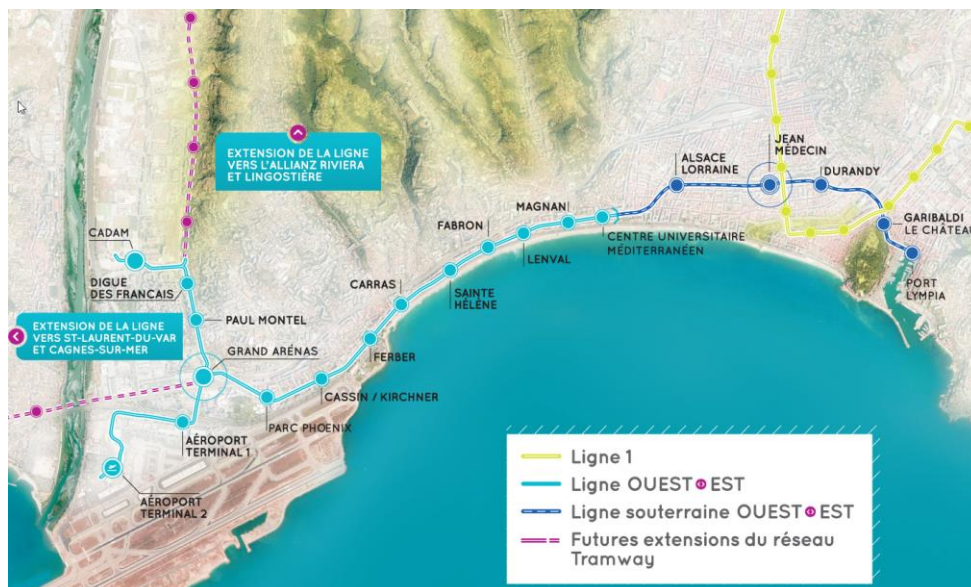 EXTENSION DE LA LIGNE
VERS L'ALLIANZ RIVIERA
ET LINGOSTIÈRE
JEAN
MÉDECIN
ALSACE
LORRAINE
DURANDY
MAGNAN
FABRON
GARIBALDI
LE CHÂTEAU
CENTRE UNIVERSITAIRE
MÉDITERRANÉEN
CADAM
LENVAL
DIGUE
DES FRANCAIS
CARRAS
SAINTE
HÉLÈNE
PORT
LYMPIA
EXTENSION DE LA LIGNE
VERS ST-LAURENT-DU-VAR
ET CAGNES-SUR-MER
PAUL MONTEL
GRAND ARÉNAS
FERBER
CASSIN / KIRCHNER
PARC PHOENIX
AÉROPORT
TERMINAL 1
AÉROPORT
TERMINAL 2
Ligne 1
Ligne OUEST EST
Ligne souterraine OUEST EST
Futures extensions du réseau
Tramway